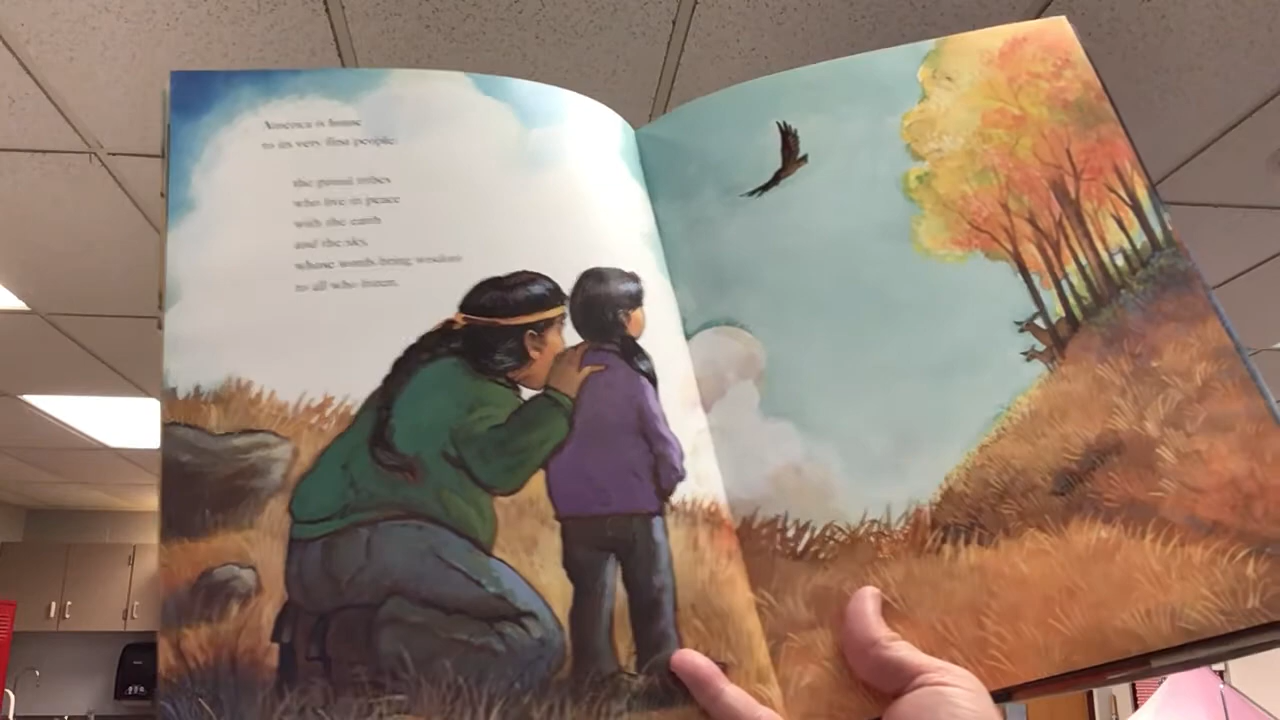 America is home
to its very first people:
the proud tribes
who live in peace
with the earth
and the sky,
whose words bring wisdom
to all who listen.